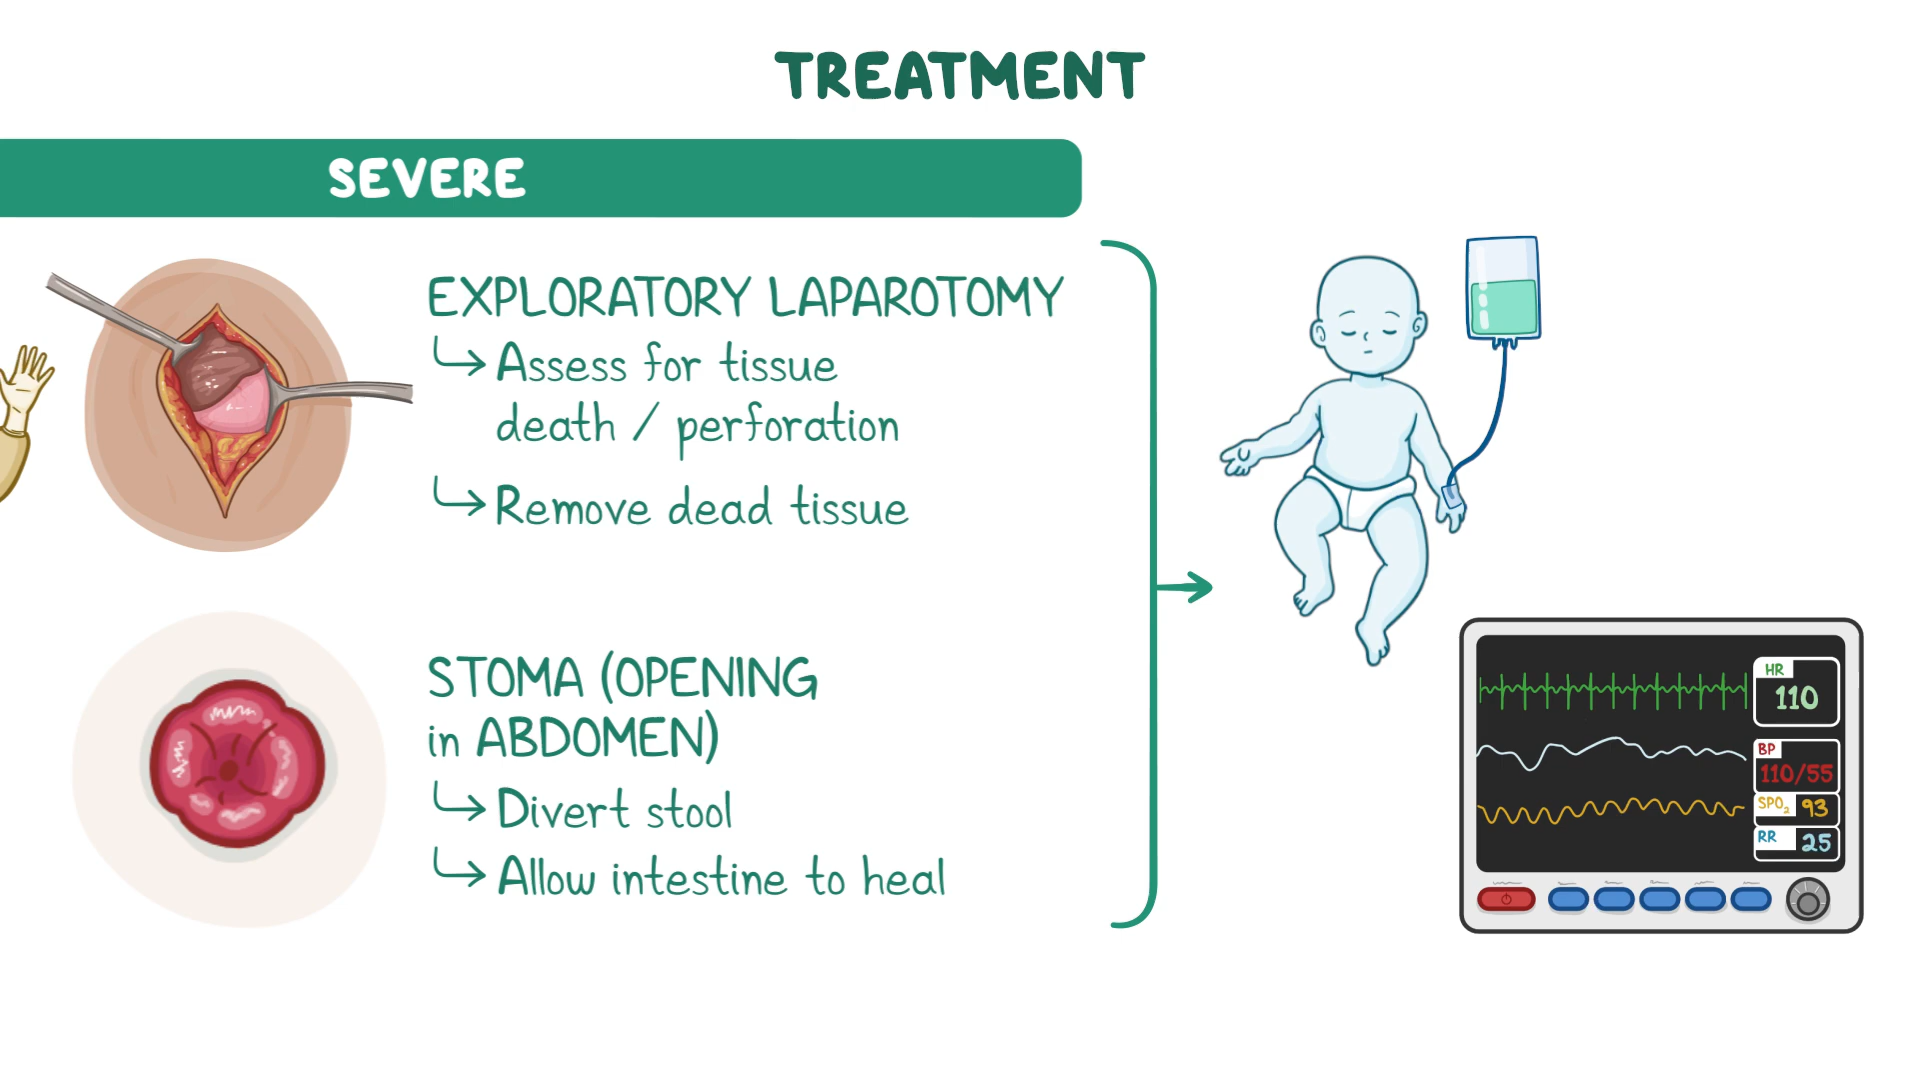 TREATMENT
SEVERE
EXPLORATORY LAPAROTOMY
Assess for tissue
death / perforation
Remove dead tissue
STOMA (OPENING
in ABDOMEN)
Divert stool
Allow intestine to heal
HR
110
BP
110/55
SPO₂ 93
RR 25